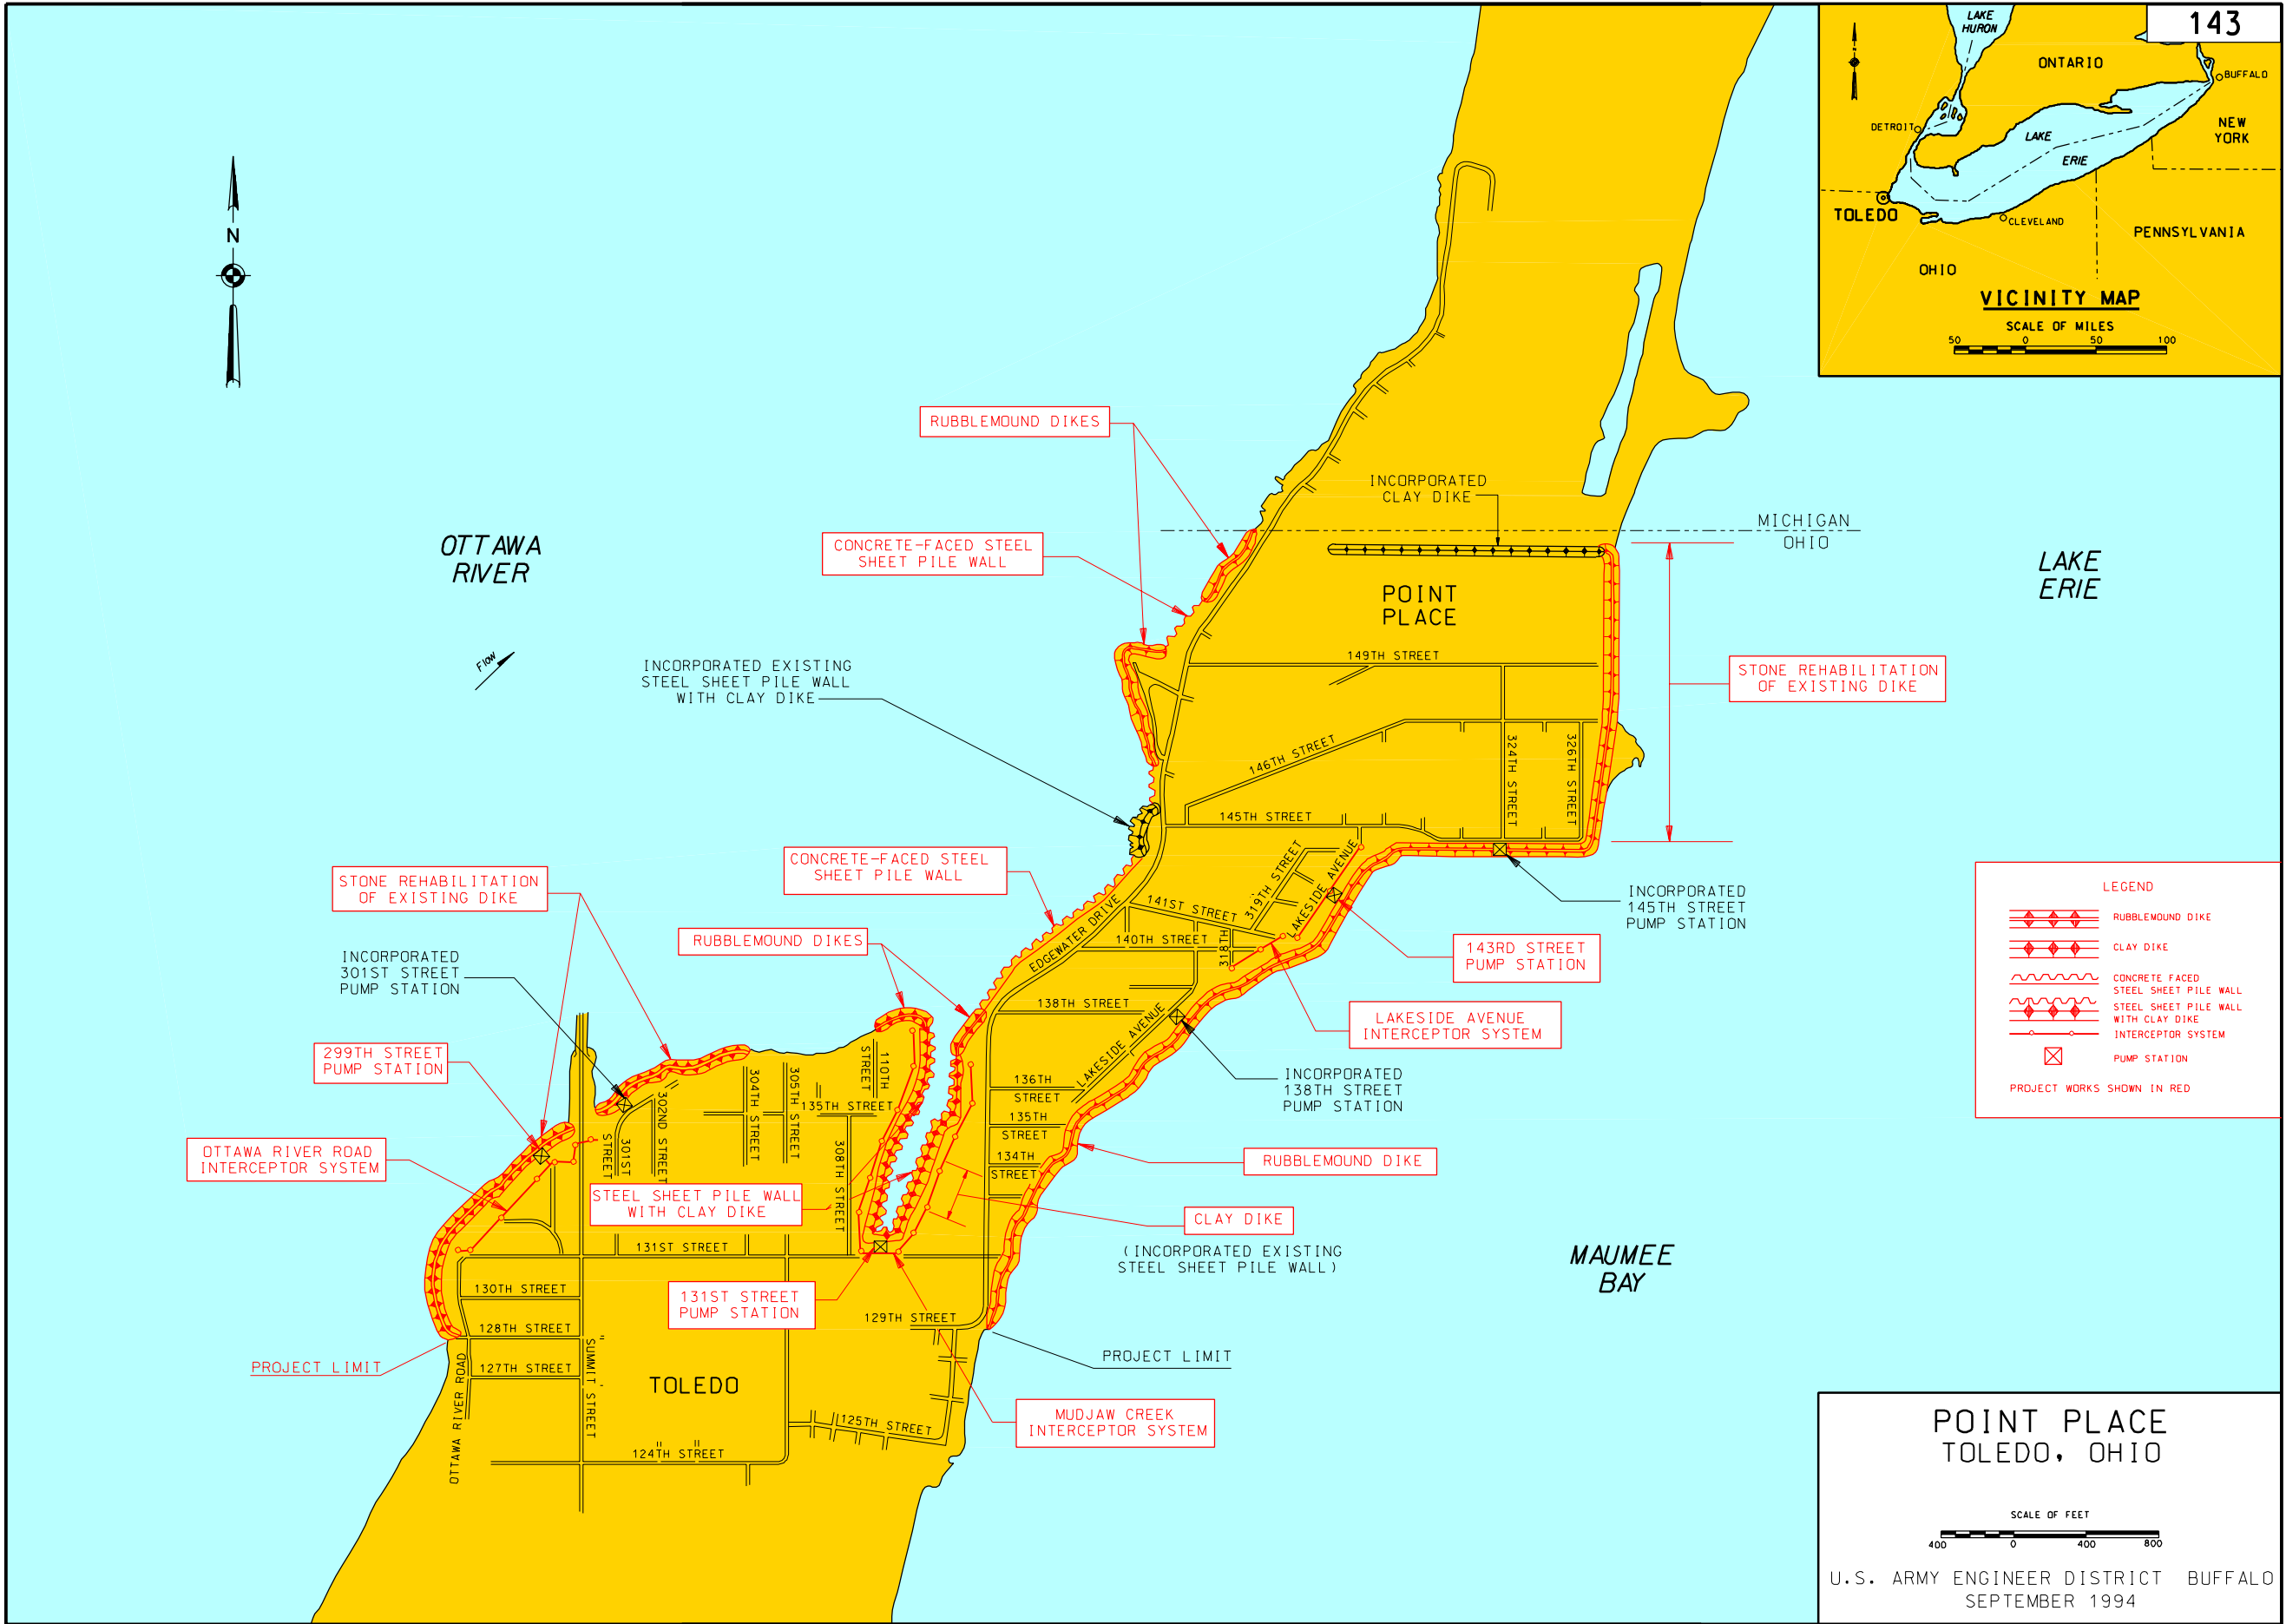 143
LAKE
HURON
ONTARIO
BUFFALO
DETROIT
NEW
YORK
LAKE
ERIE
TOLEDO
CLEVELAND
PENNSYLVANIA
OHIO
VICINITY MAP
SCALE OF MILES
50 0 50 100
N
RUBBLEMOUND DIKES
INCORPORATED
CLAY DIKE
MICHIGAN
OHIO
OTTAWA
RIVER
CONCRETE-FACED STEEL
SHEET PILE WALL
LAKE
ERIE
POINT
PLACE
FlOW
INCORPORATED EXISTING
STEEL SHEET PILE WALL
WITH CLAY DIKE
149TH STREET
STONE REHABILITATION
OF EXISTING DIKE
146TH STREET
324TH STREET
326TH STREET
145TH STREET
CONCRETE-FACED STEEL
SHEET PILE WALL
319TH STREET
LAKESIDE AVENUE
STONE REHABILITATION
OF EXISTING DIKE
INCORPORATED
145TH STREET
PUMP STATION
141ST STREET
EDGEWATER DRIVE
140TH STREET
318TH
RUBBLEMOUND DIKES
143RD STREET
PUMP STATION
INCORPORATED
301ST STREET
PUMP STATION
138TH STREET
LAKESIDE AVENUE
LAKESIDE AVENUE
INTERCEPTOR SYSTEM
299TH STREET
PUMP STATION
INCORPORATED
138TH STREET
PUMP STATION
110TH
STREET
304TH STREET
305TH STREET
302ND STREET
301ST
STREET
135TH STREET
308TH STREET
136TH
STREET
135TH
STREET
134TH
STREET
OTTAWA RIVER ROAD
INTERCEPTOR SYSTEM
RUBBLEMOUND DIKE
STEEL SHEET PILE WALL
WITH CLAY DIKE
CLAY DIKE
(INCORPORATED EXISTING
STEEL SHEET PILE WALL)
131ST STREET
MAUMEE
BAY
130TH STREET
131ST STREET
PUMP STATION
129TH STREET
128TH STREET
PROJECT LIMIT
127TH STREET
SUMMIT STREET
OTTAWA RIVER ROAD
TOLEDO
PROJECT LIMIT
125TH STREET
MUDJAW CREEK
INTERCEPTOR SYSTEM
124TH STREET
LEGEND
RUBBLEMOUND DIKE
CLAY DIKE
CONCRETE FACED
STEEL SHEET PILE WALL
STEEL SHEET PILE WALL
WITH CLAY DIKE
INTERCEPTOR SYSTEM
PUMP STATION
PROJECT WORKS SHOWN IN RED
POINT PLACE
TOLEDO, OHIO
SCALE OF FEET
400 0 400 800
U.S. ARMY ENGINEER DISTRICT BUFFALO
SEPTEMBER 1994